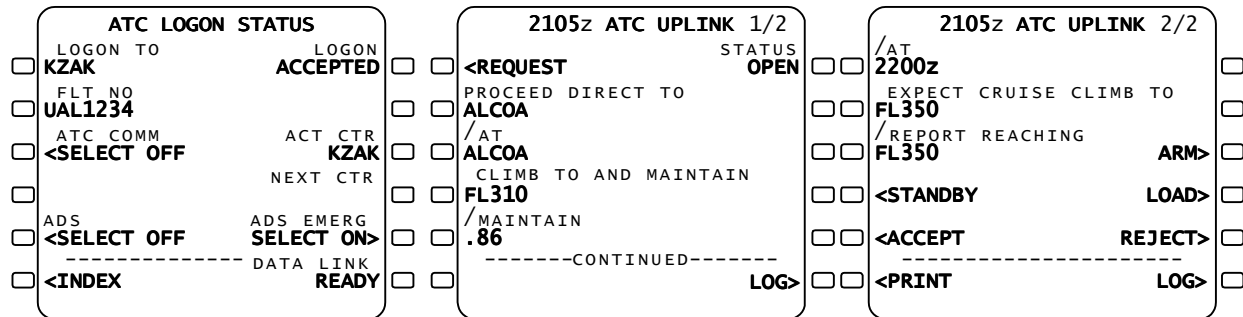 ATC LOGON STATUS
LOGON TO LOGON
KZAK ACCEPTED
FLT NO
UAL1234
ATC COMM ACT CTR
<SELECT OFF KZAK
NEXT CTR
ADS ADS EMERG
<SELECT OFF SELECT ON>
-------------- DATA LINK
<INDEX READY
2105z ATC UPLINK 1/2
STATUS
<REQUEST OPEN
PROCEED DIRECT TO
ALCOA
/AT
ALCOA
CLIMB TO AND MAINTAIN
FL310
/MAINTAIN
.86
-------CONTINUED-------
LOG>
2105z ATC UPLINK 2/2
/AT
2200z
EXPECT CRUISE CLIMB TO
FL350
/REPORT REACHING
FL350 ARM>
<STANDBY LOAD>
<ACCEPT REJECT>
-----------------------
<PRINT LOG>